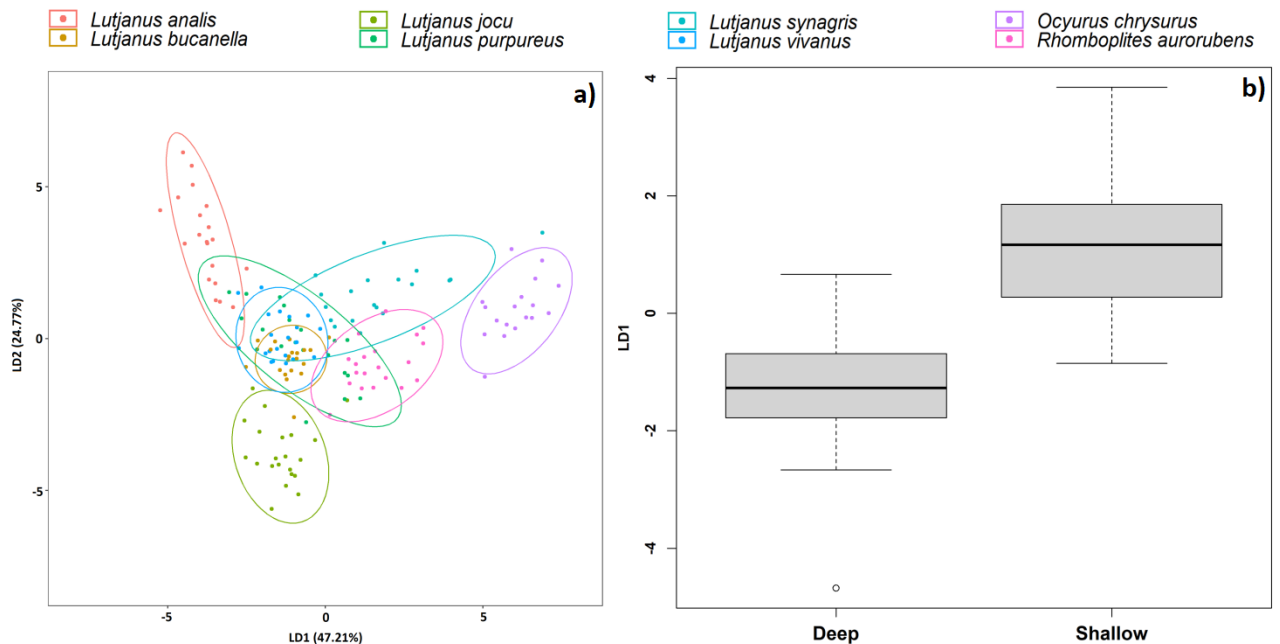 Lutjanus analis
Lutjanus bucanella
Lutjanus jocu
Lutjanus purpureus
Lutjanus synagris
Lutjanus vivanus
Ocyurus chrysurus
Rhomboplites aurorubens
a)
5
0
-5
LD2 (24.77%)
-5
0
5
LD1 (47.21%)
b)
4
2
0
-2
-4
LD1
Deep
Shallow